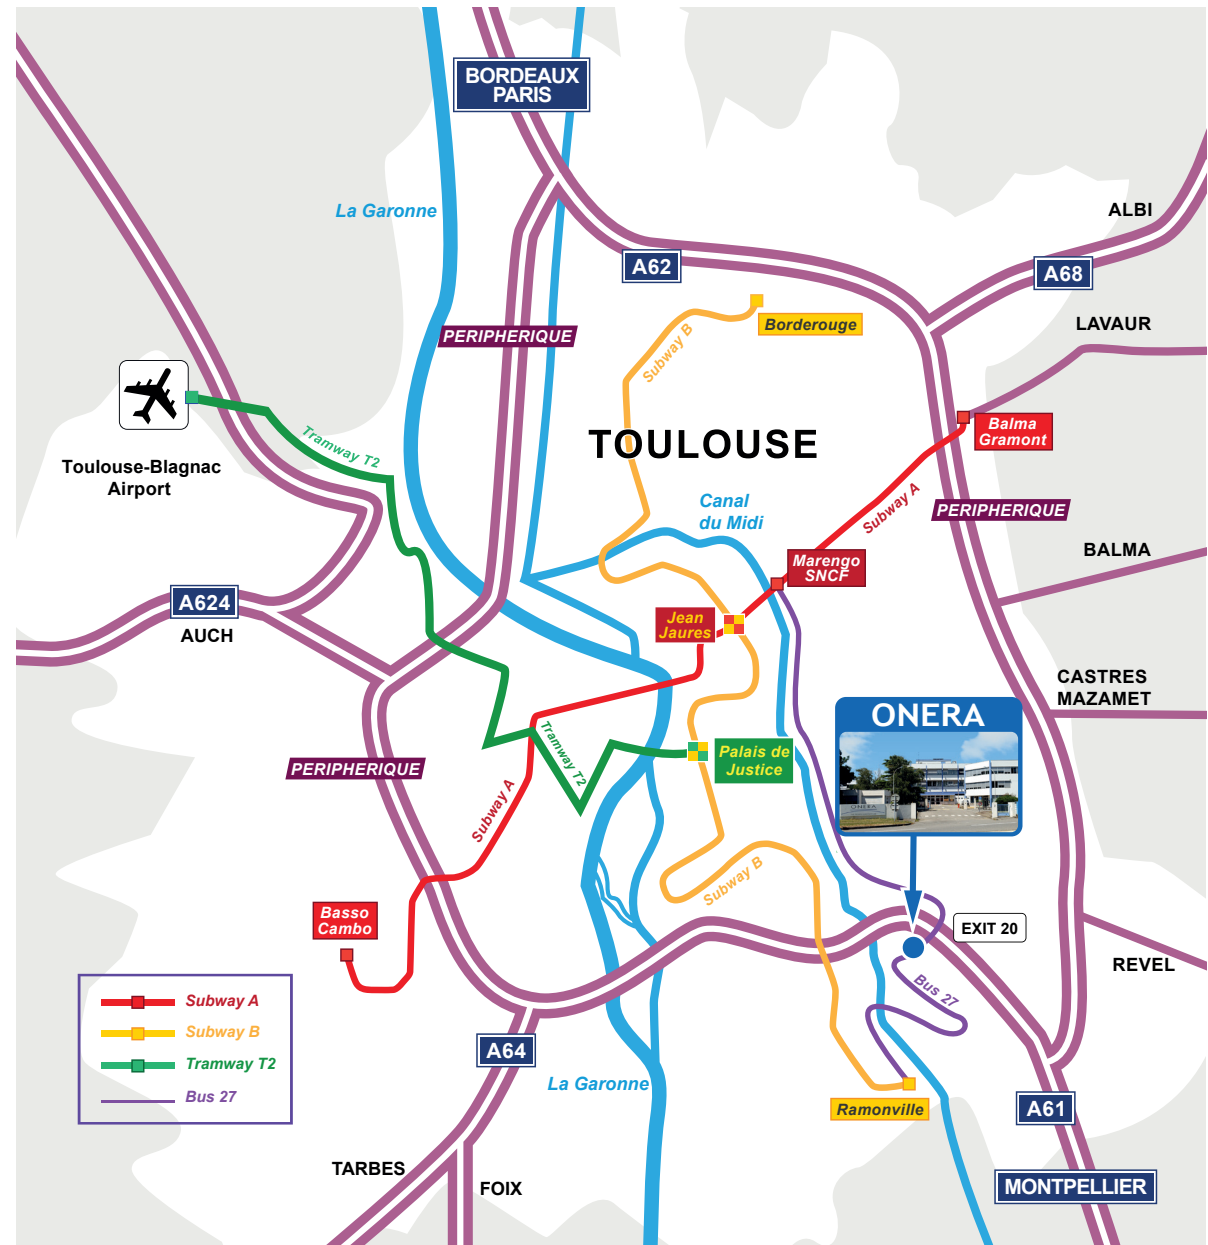 BORDEAUX
PARIS
La Garonne
ALBI
A62
A68
LAVAUR
Borderouge
Subway B
PERIPHERIQUE
TOULOUSE
Balma
Gramont
Tramway T2
Toulouse-Blagnac
Airport
Subway A
Canal
du Midi
PERIPHERIQUE
BALMA
Marengo
SNCF
A624
AUCH
Jean
Jaures
CASTRES
MAZAMET
ONERA
ONERA
Tramway T2
Palais de
Justice
PERIPHERIQUE
Subway A
Subway B
Basso
Cambo
EXIT 20
REVEL
Bus 27
Subway A
Subway B
Tramway T2
Bus 27
A64
La Garonne
Ramonville
A61
TARBES
FOIX
MONTPELLIER